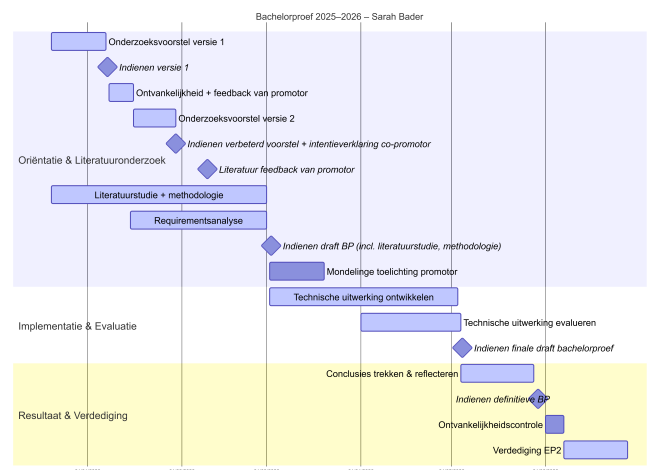 Bachelorproef 2025–2026 – Sarah Bader
Onderzoeksvoorstel versie 1
Indienen versie 1
Ontvankelijkheid + feedback van promotor
Onderzoeksvoorstel versie 2
Indienen verbeterd voorstel + intentieverklaring co-promotor
Oriëntatie & Literatuuronderzoek
Literatuur feedback van promotor
Literatuurstudie + methodologie
Requirementsanalyse
Indienen draft BP (incl. literatuurstudie, methodologie)
Mondelinge toelichting promotor
Technische uitwerking ontwikkelen
Implementatie & Evaluatie
Technische uitwerking evalueren
Indienen finale draft bachelorproef
Conclusies trekken & reflecteren
Indienen definitieve BP
Resultaat & Verdediging
Ontvankelijkheidscontrole
Verdediging EP2